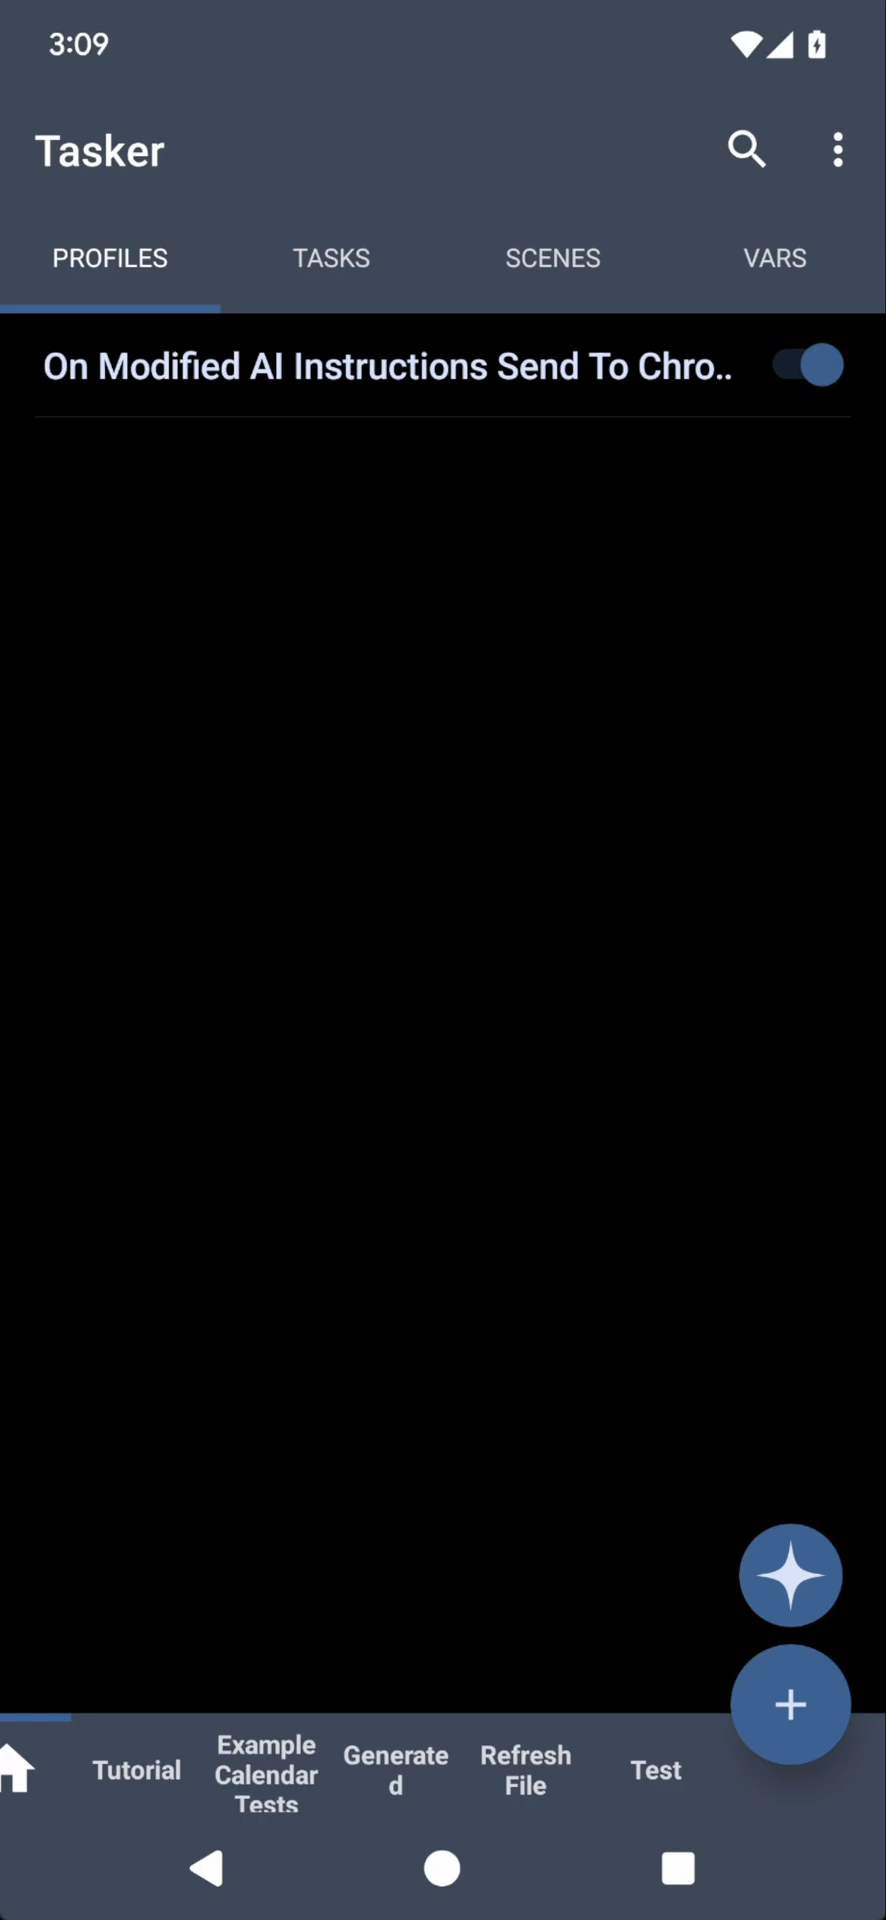 3:09
Tasker
PROFILES TASKS SCENES VARS
On Modified AI Instructions Send To Chro..
Tutorial
Example
Calendar
Tests
Generate
d
Refresh
File
Test